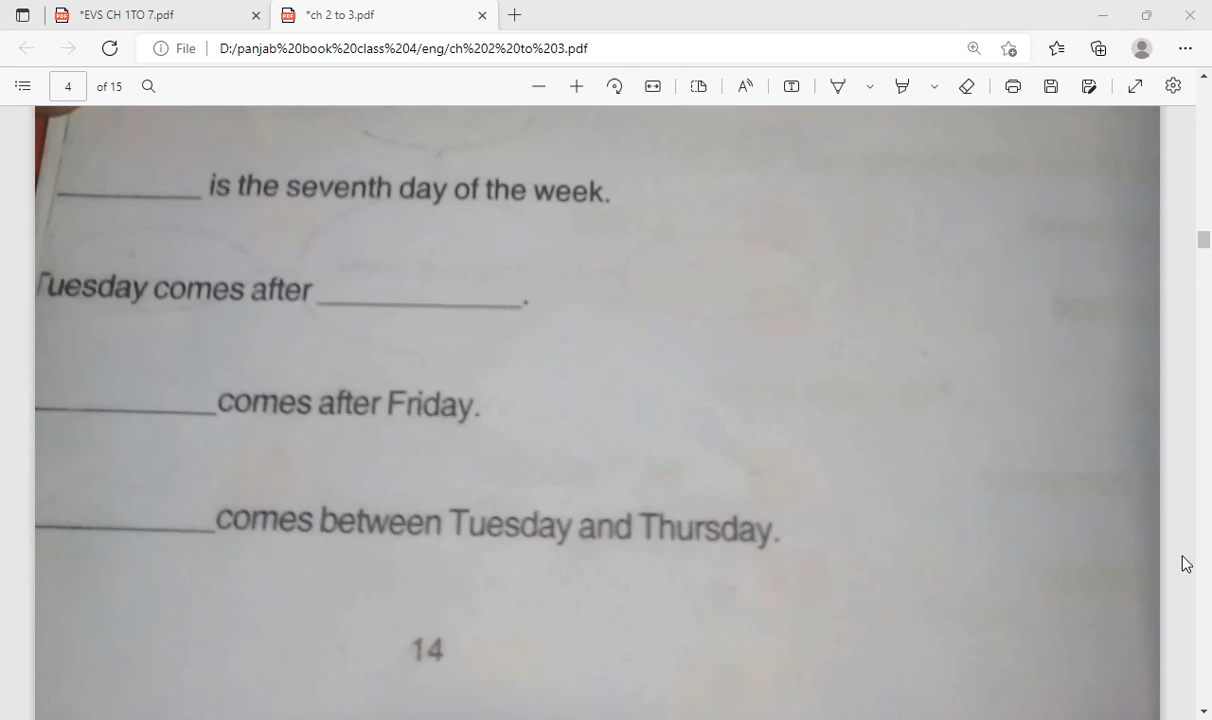 *EVS CH 1TO 7.pdf
*ch 2 to 3.pdf
File
D:/panjab%20book%20class%204/eng/ch%202%20to%203.pdf
4 of 15
_________ is the seventh day of the week.
Tuesday comes after ____________.
___________comes after Friday.
___________comes between Tuesday and Thursday.
14